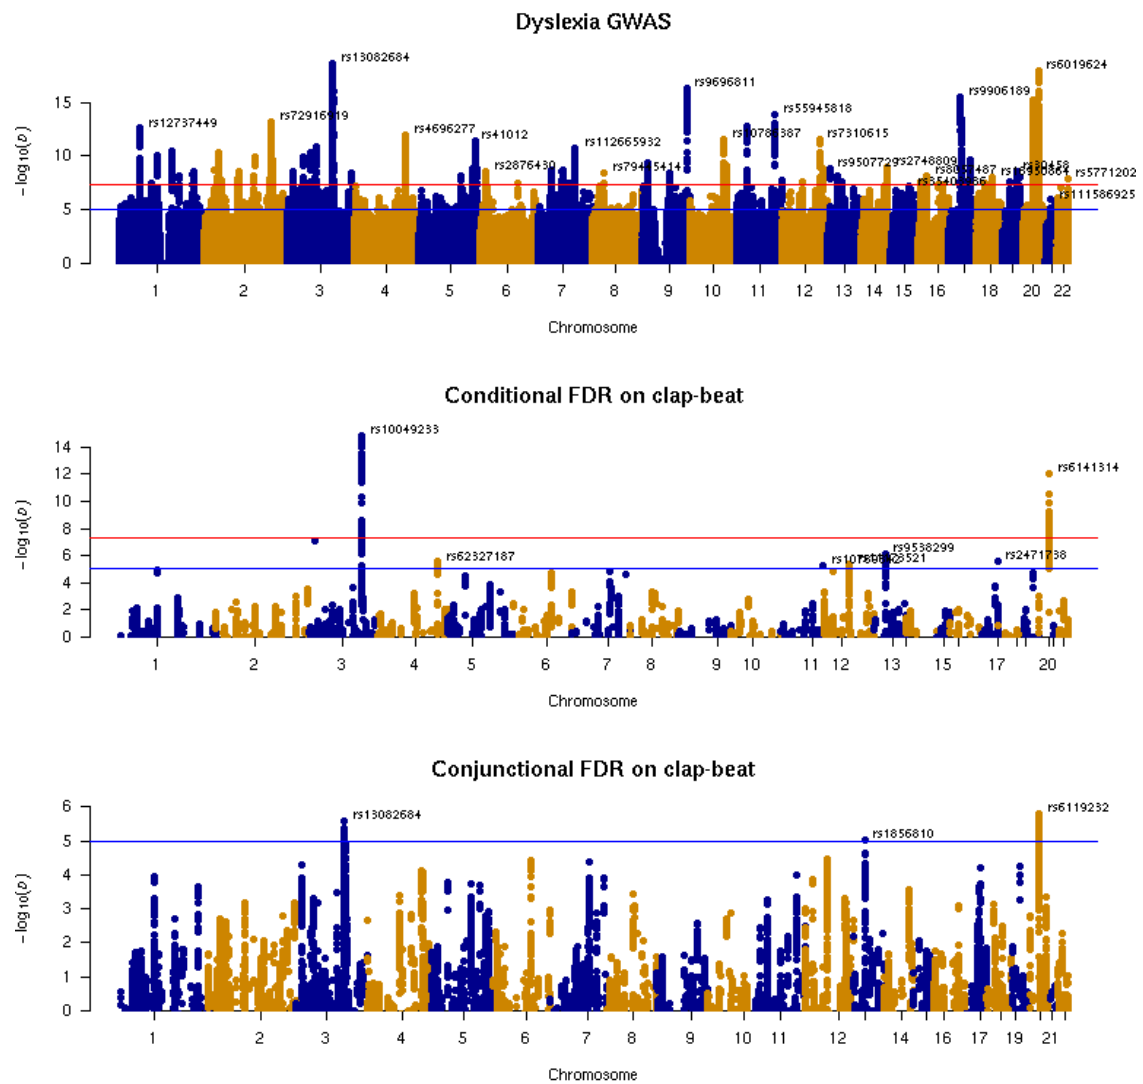 Dyslexia GWAS
rs13082684
rs6019624
rs9696811
rs9906189
rs55945818
rs12737449
rs72916919
rs4696277
rs41012
rs7310615
rs112665932
rs2876430
rs9507729
rs2748809
rs5771202
rs111586925
− log10(p)
15
10
5
0
1 2 3 4 5 6 7 8 9 10 11 12 13 14 15 16 18 20 22
Chromosome
Conditional FDR on clap-beat
rs10049233
rs6141314
rs9538299
rs62327187
rs2471738
− log10(p)
14
12
10
8
6
4
2
0
1 2 3 4 5 6 7 8 9 10 11 12 13 15 17 20
Chromosome
Conjunctional FDR on clap-beat
rs13082684
rs6119232
rs1856810
− log10(p)
6
5
4
3
2
1
0
1 2 3 4 5 6 7 8 9 10 11 12 14 16 17 19 21
Chromosome